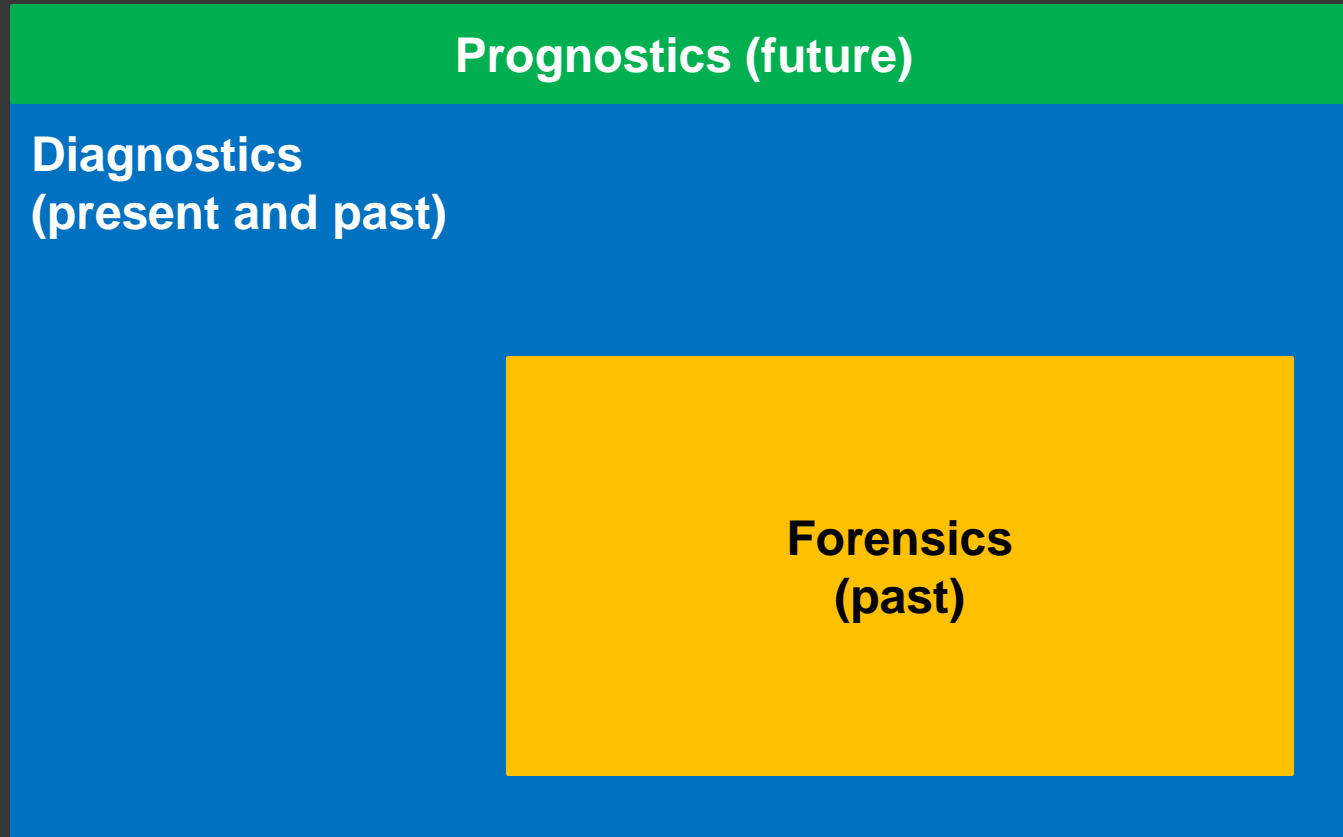 Prognostics (future)
Diagnostics
(present and past)
Forensics
(past)